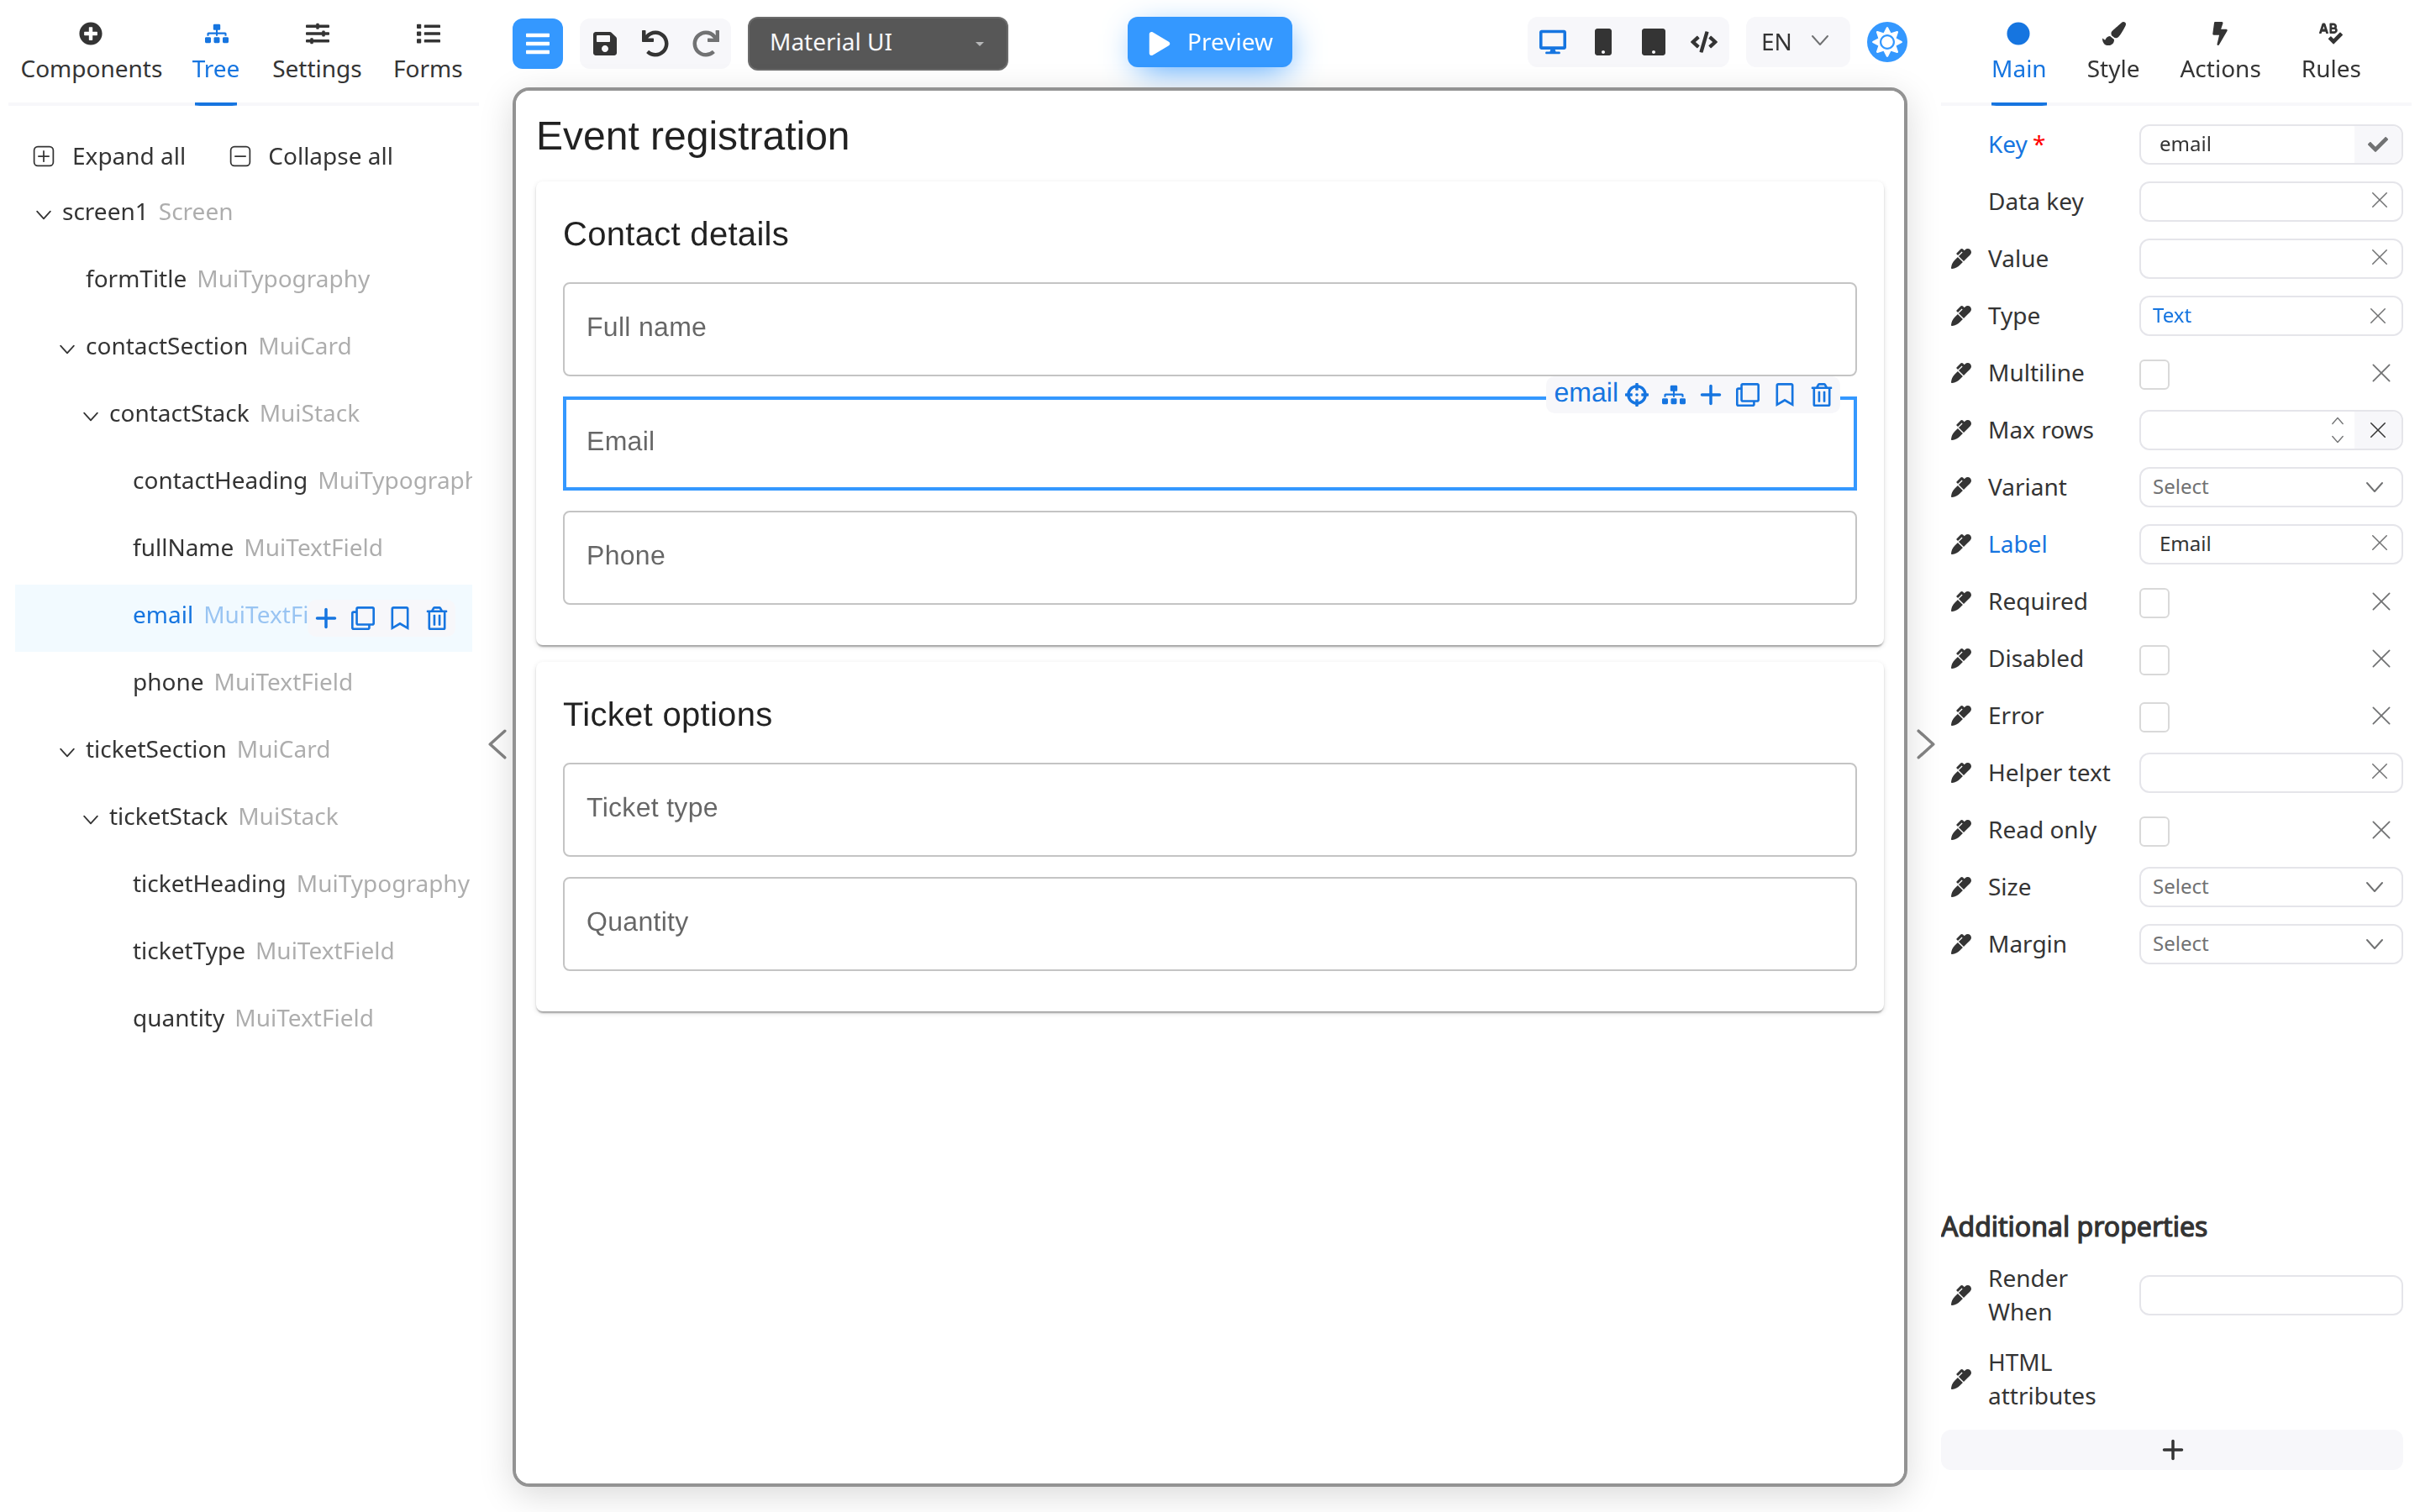 Components
Tree
Settings
Forms
Material UI
Preview
EN
Main
Style
Actions
AB
Rules
Expand all
Collapse all
screen1 Screen
formTitle MuiTypography
contactSection MuiCard
contactStack MuiStack
contactHeading MuiTypograph
fullName MuiTextField
email MuiTextFi
phone MuiTextField
ticketSection MuiCard
ticketStack MuiStack
ticketHeading MuiTypography
ticketType MuiTextField
quantity MuiTextField
Event registration
Contact details
Full name
email
Email
Phone
Ticket options
Ticket type
Quantity
Key * email
Data key
Value
Type Text
Multiline
Max rows
Variant Select
Label Email
Required
Disabled
Error
Helper text
Read only
Size Select
Margin Select
Additional properties
Render
When
HTML
attributes